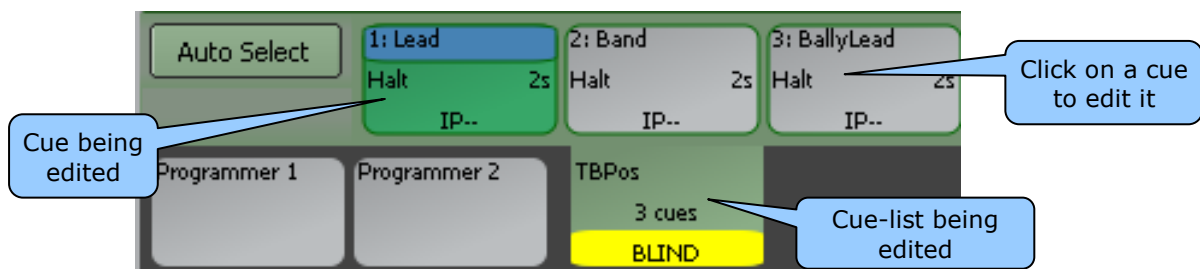 Auto Select
1: Lead
Halt 2s
IP--
2: Band
Halt 2s
IP--
3: BallyLead
Halt 2s
IP--
Click on a cue
to edit it
Cue being
edited
Programmer 1
Programmer 2
TBPos
3 cues
BLIND
Cue-list being
edited